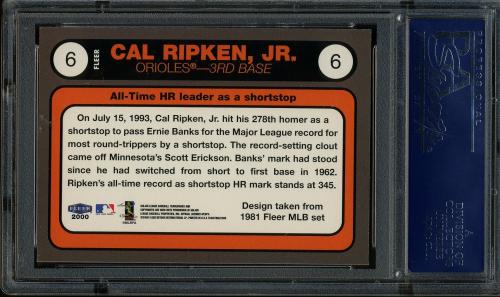 6
FLEER
CAL RIPKEN, JR.
ORIOLES®—3RD BASE
6
All-Time HR leader as a shortstop
On July 15, 1993, Cal Ripken, Jr. hit his 278th homer as a
shortstop to pass Ernie Banks for the Major League record for
most round-trippers by a shortstop. The record-setting clout
came off Minnesota's Scott Erickson. Banks' mark had stood
since he had switched from short to first base in 1962.
Ripken's all-time record as shortstop HR mark stands at 345.
FLEER
2000
Design taken from
1981 Fleer MLB set
PSA